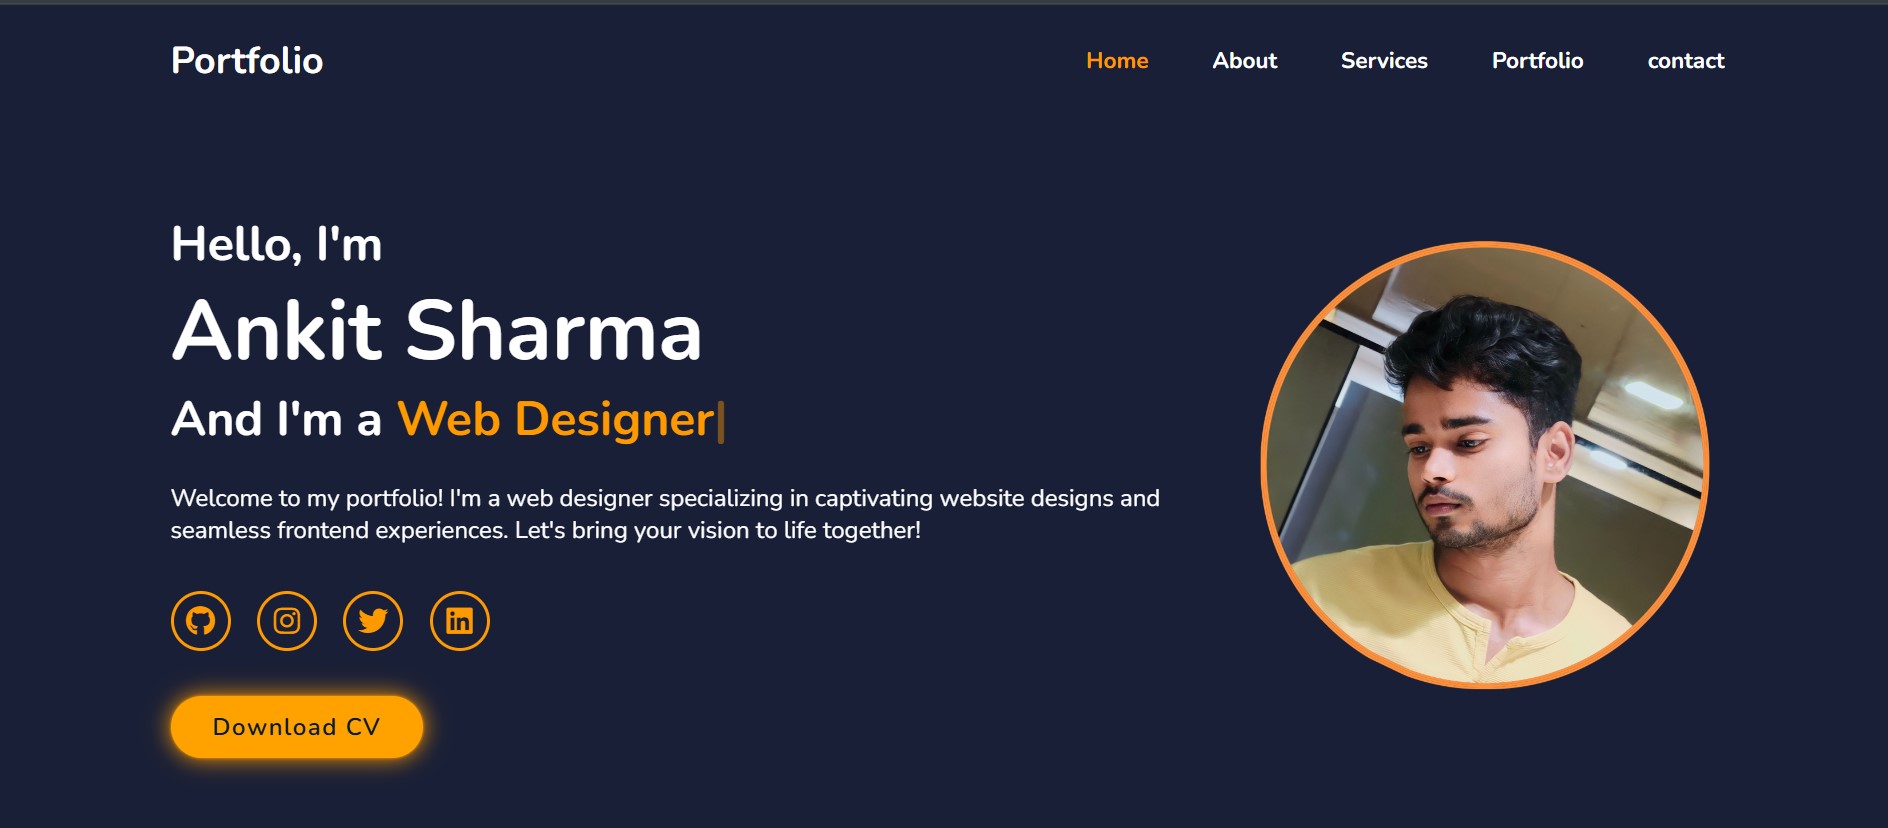 Portfolio
Home About Services Portfolio contact
Hello, I'm
Ankit Sharma
And I'm a Web Designer|
Welcome to my portfolio! I'm a web designer specializing in captivating website designs and
seamless frontend experiences. Let's bring your vision to life together!
in
Download CV